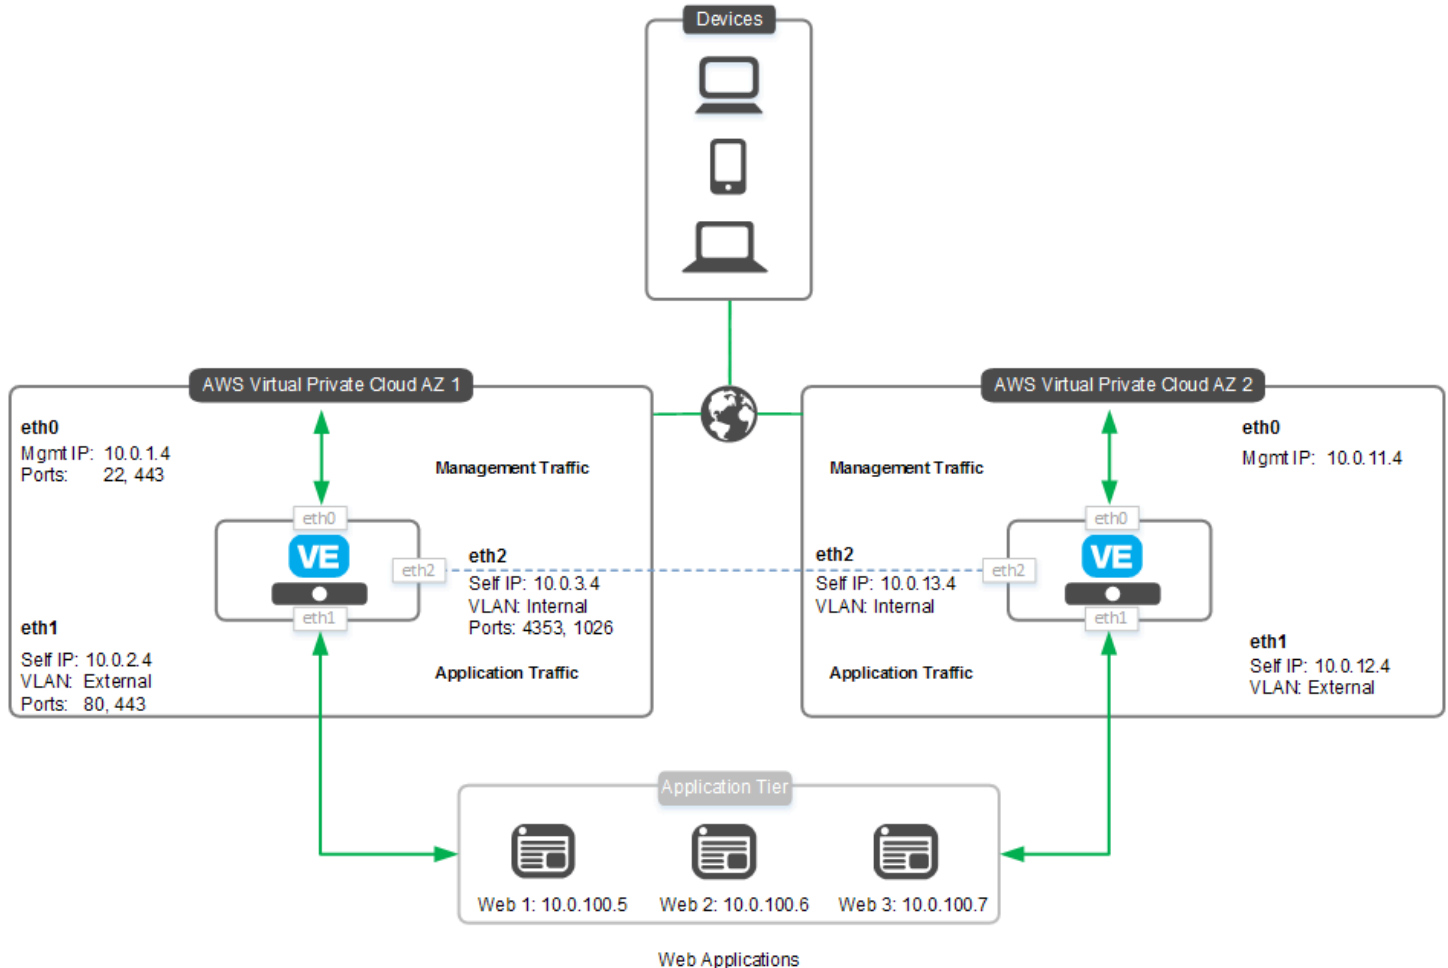 Devices
AWS Virtual Private Cloud AZ 1
eth0
Mgmt IP: 10.0.1.4
Ports: 22, 443
Management Traffic
eth0
VE
eth2
eth1
eth2
Self IP: 10.0.3.4
VLAN: Internal
Ports: 4353, 1026
eth1
Self IP: 10.0.2.4
VLAN: External
Ports: 80, 443
Application Traffic
AWS Virtual Private Cloud AZ 2
Management Traffic
eth0
Mgmt IP: 10.0.11.4
eth2
Self IP: 10.0.13.4
VLAN: Internal
eth0
VE
eth2
eth1
Application Traffic
eth1
Self IP: 10.0.12.4
VLAN: External
Application Tier
Web 1: 10.0.100.5
Web 2: 10.0.100.6
Web 3: 10.0.100.7
Web Applications